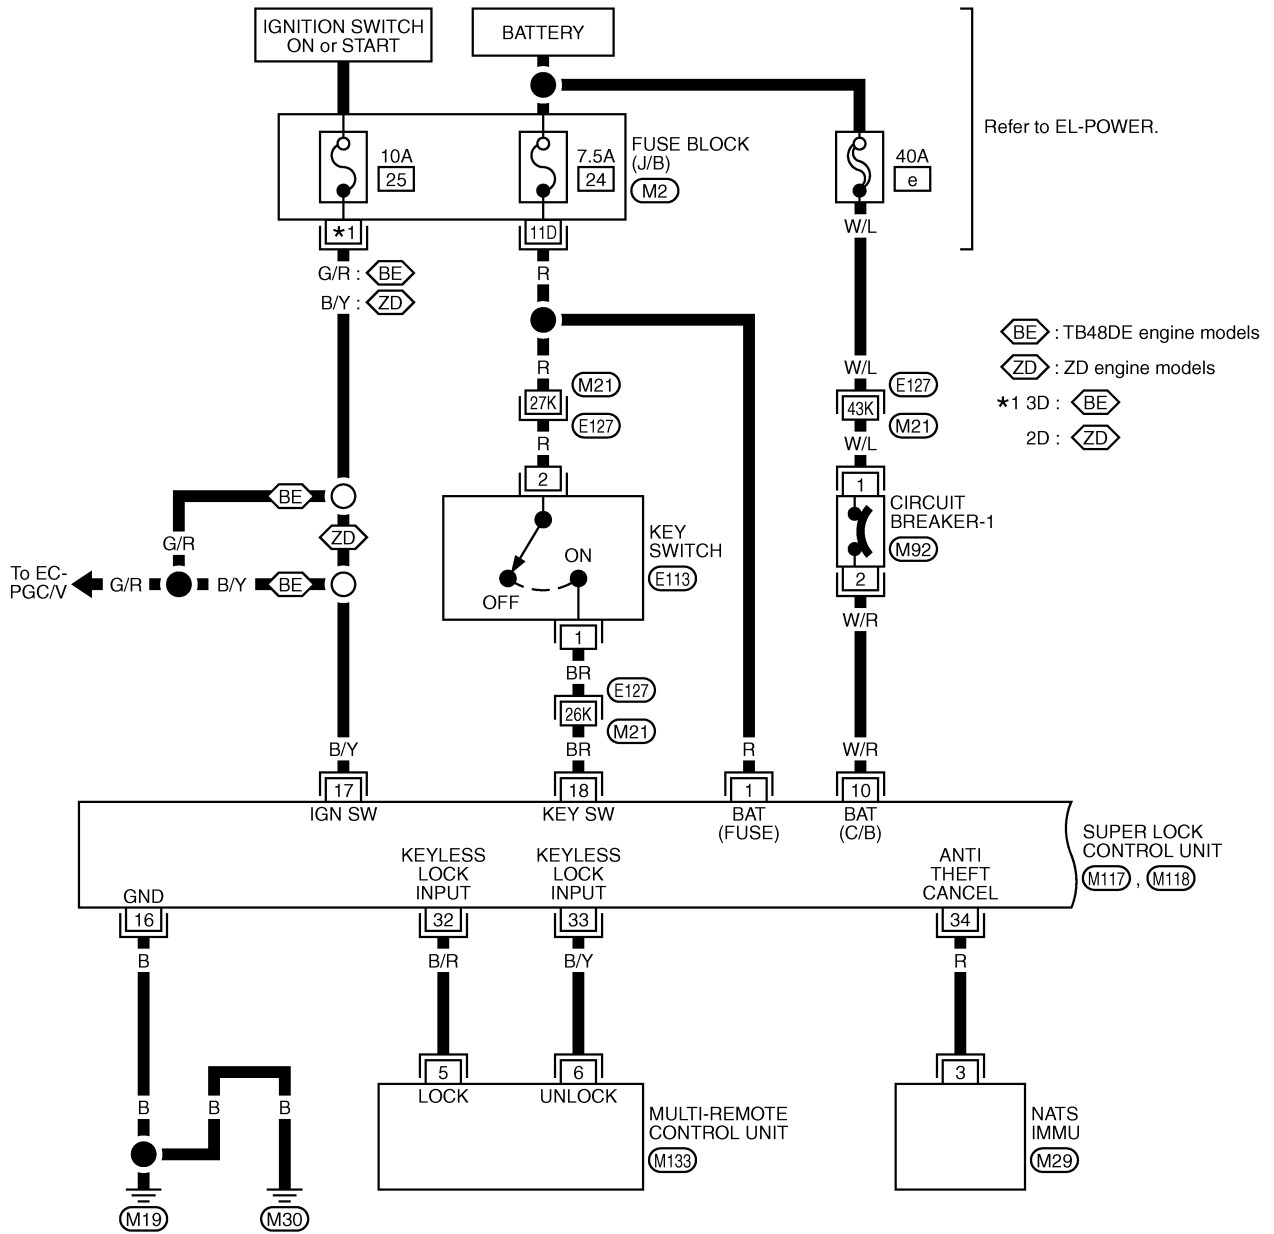 IGNITION SWITCH
ON or START
BATTERY
Refer to EL-POWER.
10A
25
7.5A
24
FUSE BLOCK
(J/B)
M2
40A
e
*1
11D
W/L
G/R : BE
R
B/Y : ZD
BE : TB48DE engine models
ZD : ZD engine models
*1 3D : BE
2D : ZD
R
M21
27K
E127
R
W/L
E127
43K
M21
W/L
2
1
CIRCUIT
BREAKER-1
M92
2
W/R
KEY
SWITCH
E113
ON
OFF
1
BE
ZD
G/R
To EC-
PGC/V
G/R
B/Y
BE
BR
E127
26K
M21
B/Y
BR
R
W/R
17
18
1
10
IGN SW
KEY SW
BAT
(FUSE)
BAT
(C/B)
SUPER LOCK
CONTROL UNIT
M117 , M118
KEYLESS
LOCK
INPUT
KEYLESS
LOCK
INPUT
ANTI
THEFT
CANCEL
GND
16
32
33
34
B
B/R
B/Y
R
5
6
3
LOCK
UNLOCK
B
B
B
MULTI-REMOTE
CONTROL UNIT
M133
NATS
IMMU
M29
M19
M30